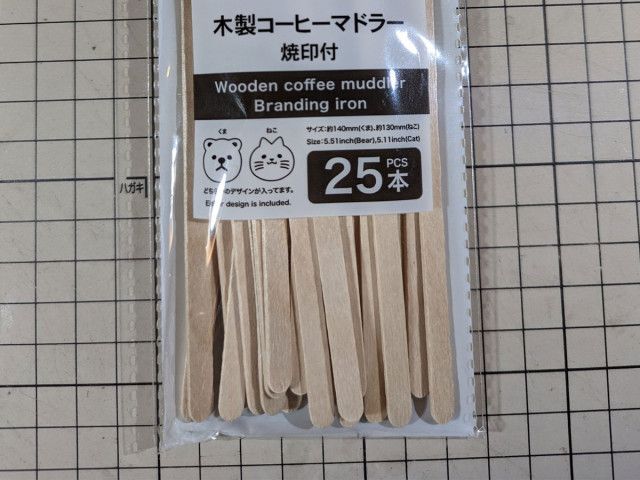 木製コーヒーマドラー
焼印付
Wooden coffee muddler
Branding iron
くま
ねこ
サイズ:約140mm(くま)、約130mm(ねこ)
Size:5.51inch(Bear),5.11inch(Cat)
25 PCS 本
どちらかのデザインが入ってます。
Either design is included.
ハガキ